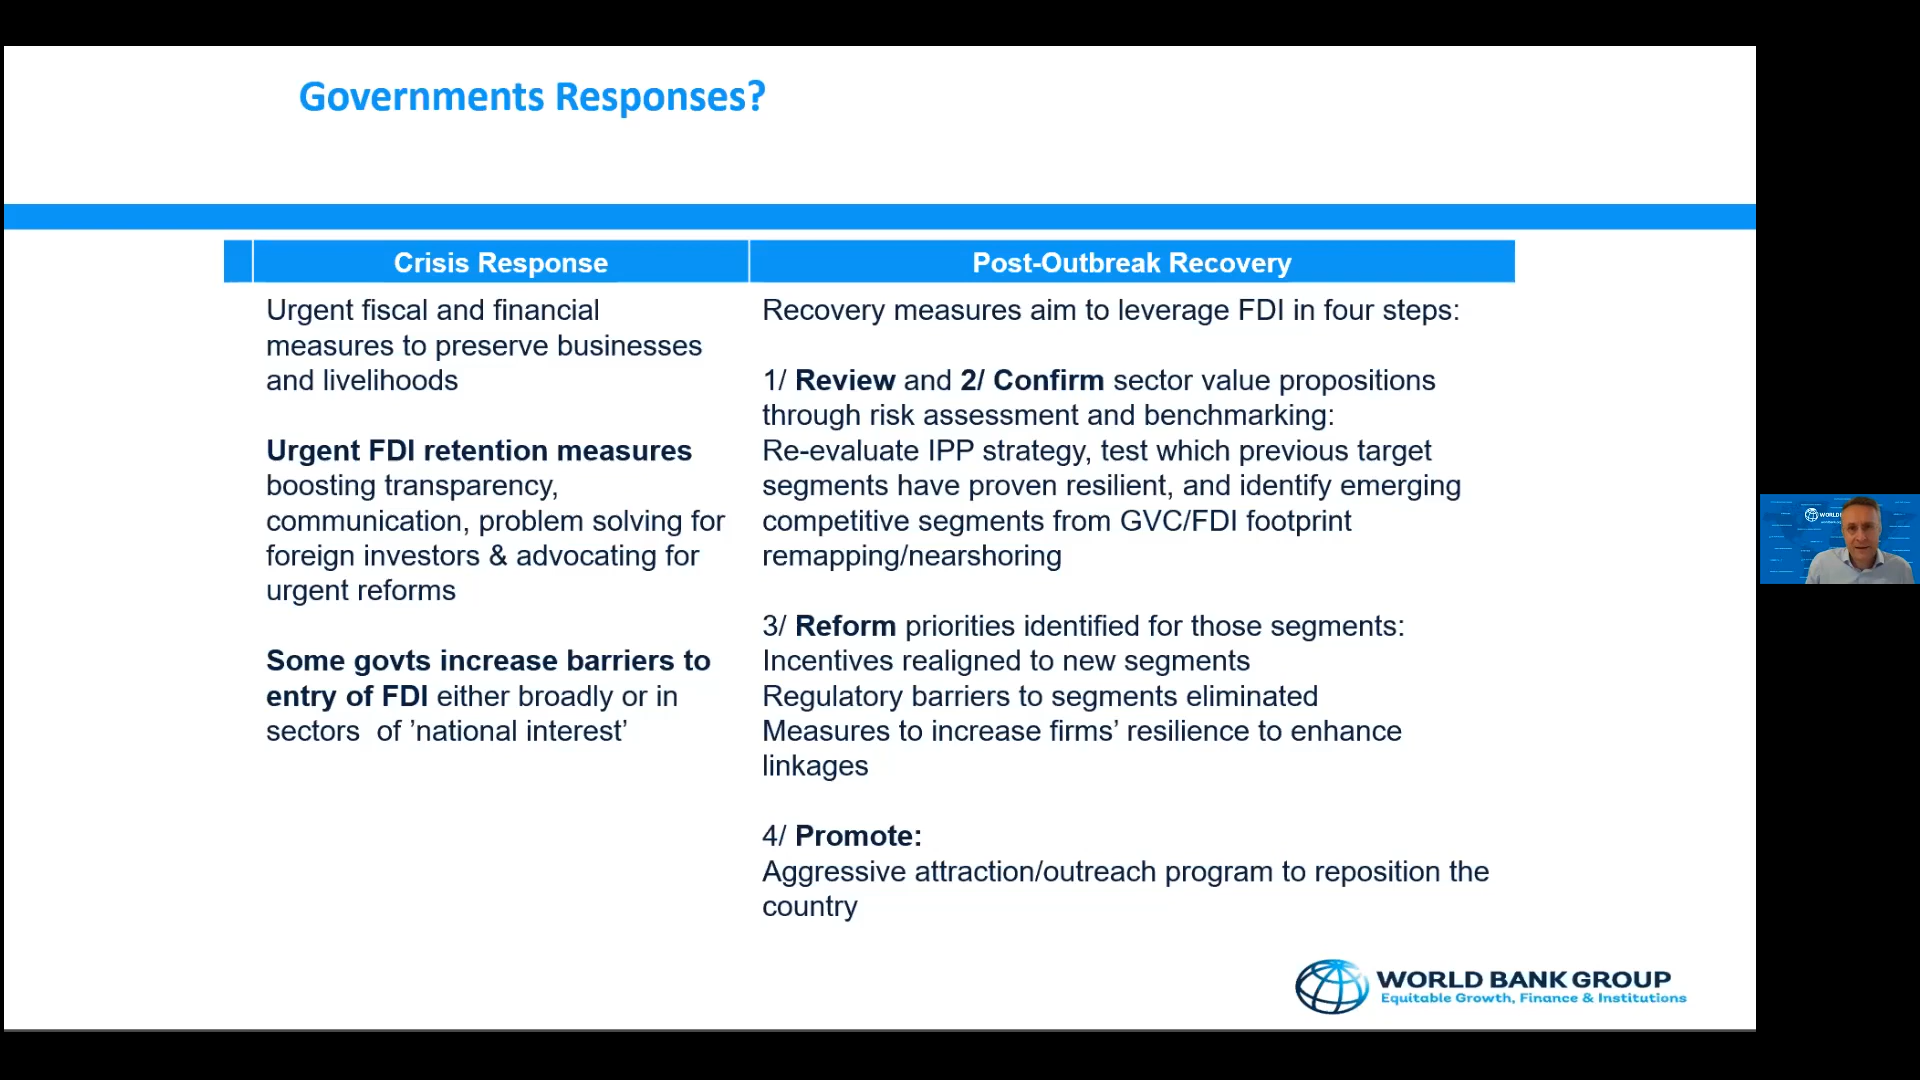 Governments Responses?
Crisis Response
Urgent fiscal and financial
measures to preserve businesses
and livelihoods
Urgent FDI retention measures
boosting transparency,
communication, problem solving for
foreign investors & advocating for
urgent reforms
Some govts increase barriers to
entry of FDI either broadly or in
sectors  of ’national interest’
Post-Outbreak Recovery
Recovery measures aim to leverage FDI in four steps:
1/ Review and 2/ Confirm sector value propositions
through risk assessment and benchmarking:
Re-evaluate IPP strategy, test which previous target
segments have proven resilient, and identify emerging
competitive segments from GVC/FDI footprint
remapping/nearshoring
3/ Reform priorities identified for those segments:
Incentives realigned to new segments
Regulatory barriers to segments eliminated
Measures to increase firms’ resilience to enhance
linkages
4/ Promote:
Aggressive attraction/outreach program to reposition the
country
WORLD BANK GROUP
Equitable Growth, Finance & Institutions